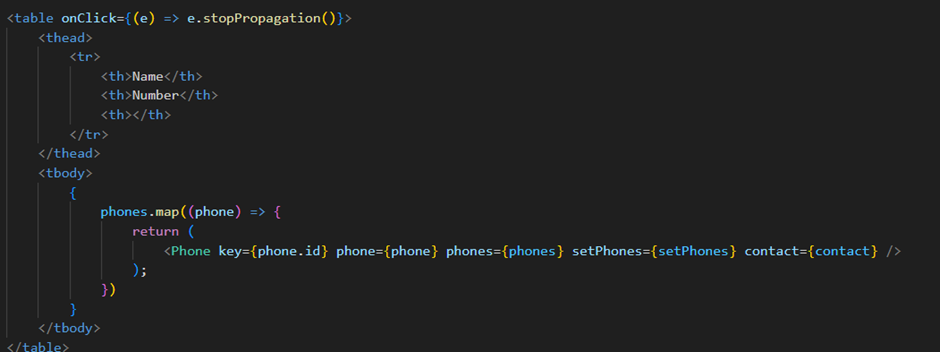 <table onClick={(e) => e.stopPropagation()}>
    <thead>
        <tr>
            <th>Name</th>
            <th>Number</th>
            <th></th>
        </tr>
    </thead>
    <tbody>
        {
            phones.map((phone) => {
                return (
                    <Phone key={phone.id} phone={phone} phones={phones} setPhones={setPhones} contact={contact} />
                );
            })
        }
    </tbody>
</table>